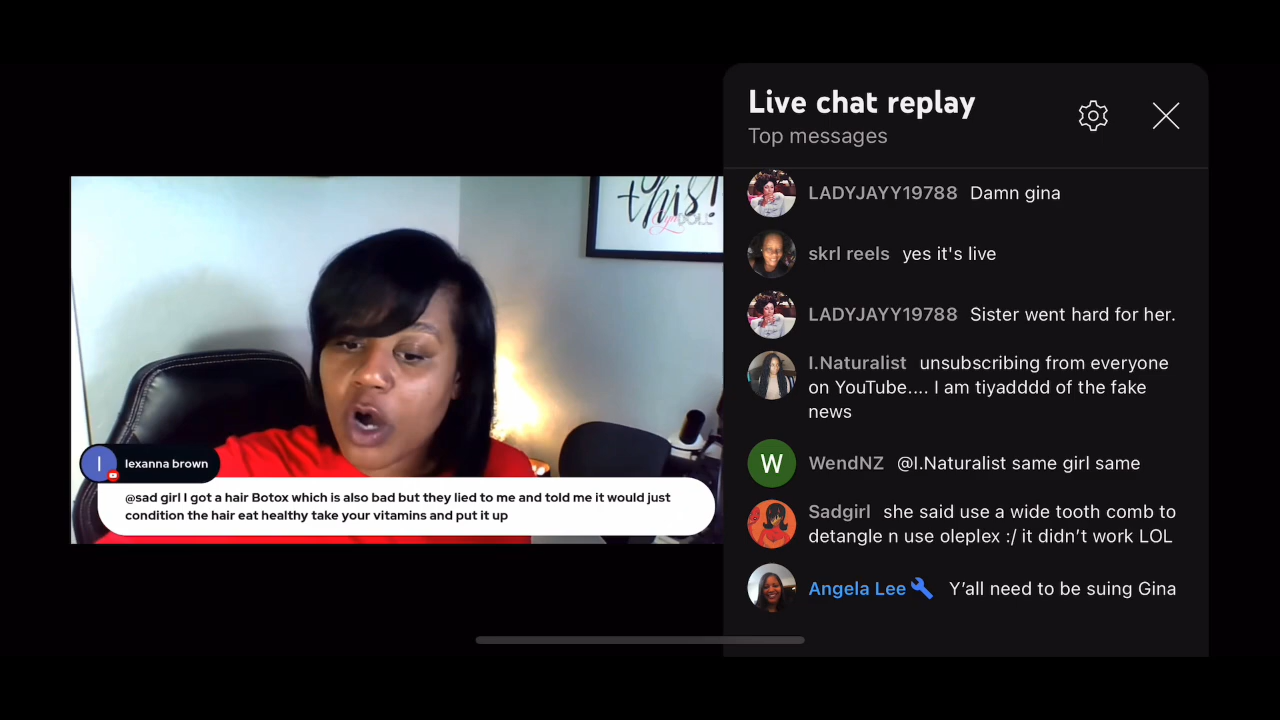 this!
DOLL
I
lexanna brown
@sad girl I got a hair Botox which is also bad but they lied to me and told me it would just
condition the hair eat healthy take your vitamins and put it up
Live chat replay
Top messages
LADYJAYY19788 Damn gina
skrl reels yes it's live
LADYJAYY19788 Sister went hard for her.
I.Naturalist unsubscribing from everyone
on YouTube.... I am tiyadddd of the fake
news
W
WendNZ @I.Naturalist same girl same
Sadgirl she said use a wide tooth comb to
detangle n use oleplex :/ it didn’t work LOL
Angela Lee Y’all need to be suing Gina